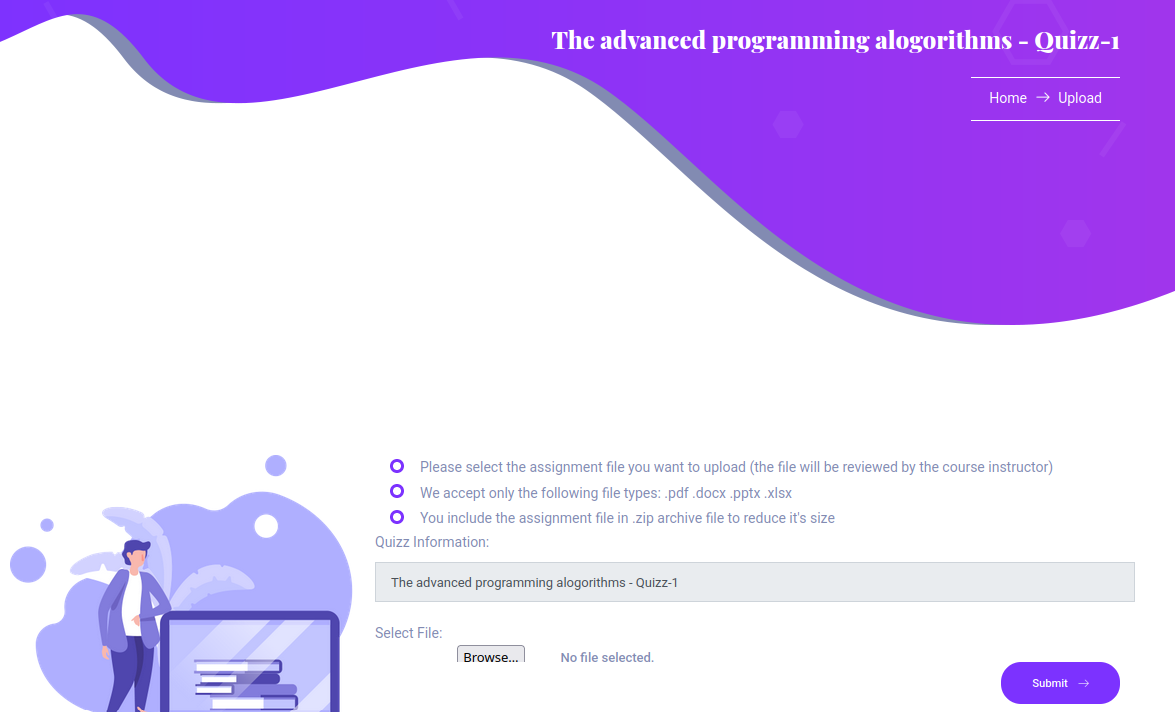 The advanced programming alogorithms - Quizz-1
Home → Upload
Please select the assignment file you want to upload (the file will be reviewed by the course instructor)
We accept only the following file types: .pdf .docx .pptx .xlsx
You include the assignment file in .zip archive file to reduce it's size
Quizz Information:
The advanced programming alogorithms - Quizz-1
Select File:
Browse... No file selected.
Submit →